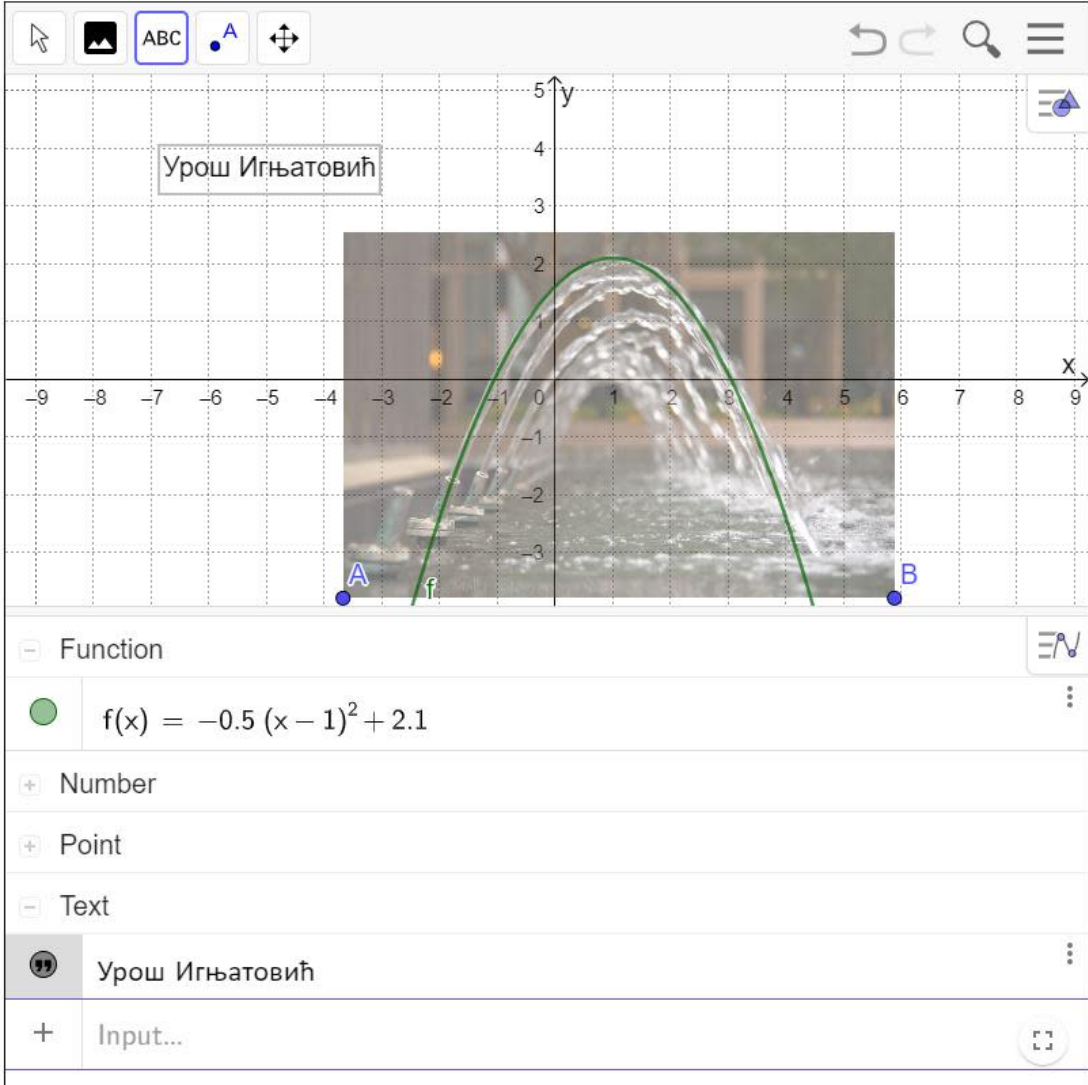 ABC A
5 y
4
Урош Игњатовић
3
2
1
x
–9 –8 –7 –6 –5 –4 –3 –2 –1 0 1 2 3 4 5 6 7 8 9
–1
–2
–3
A f B
Function
f(x) = −0.5 (x − 1)² + 2.1
Number
Point
Text
Урош Игњатовић
Input...